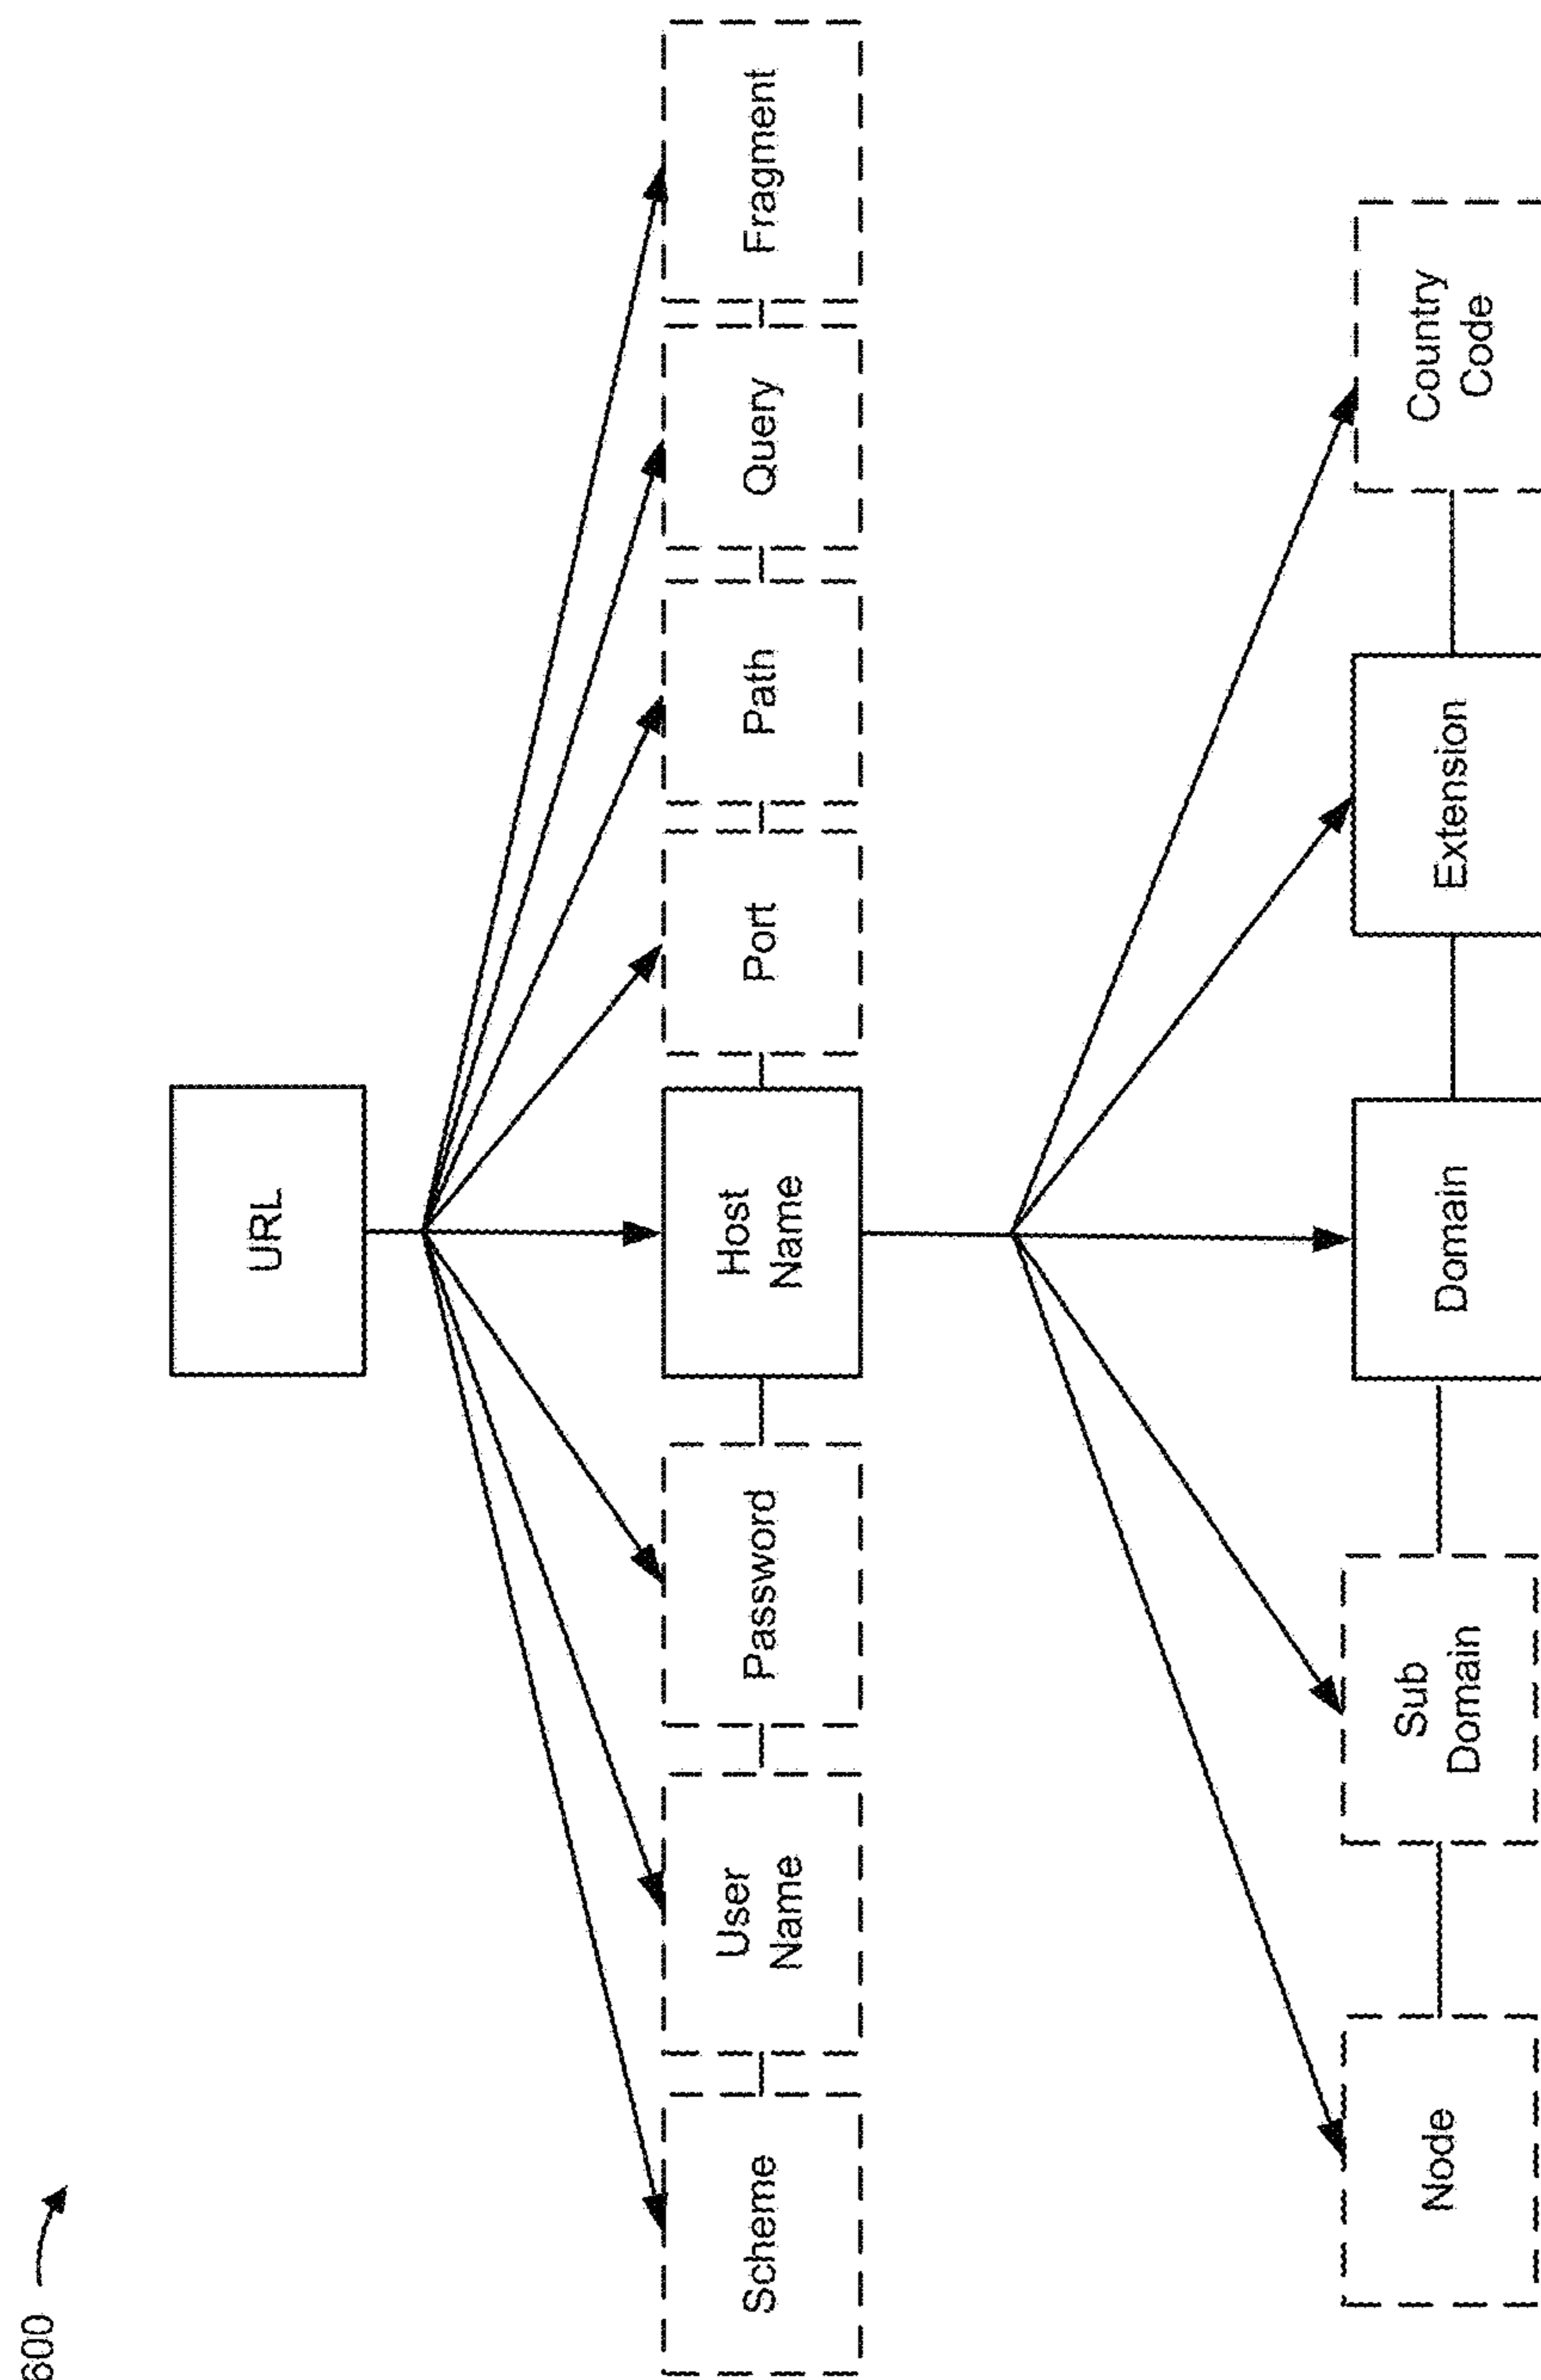 600
URL
Scheme
User
Name
Password
Host
Name
Port
Path
Query
Fragment
Node
Sub
Domain
Domain
Extension
Country
Code